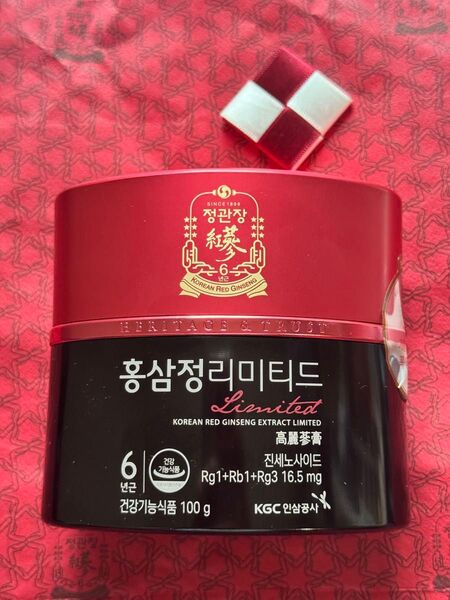 SINCE 1899
정관장
紅蔘
6
년근
KOREAN RED GINSENG
HERITAGE & TRUST
홍삼정리미티드
Limited
KOREAN RED GINSENG EXTRACT LIMITED
高麗蔘膏
진세노사이드
Rg1+Rb1+Rg3 16.5 mg
6
년근
건강
기능식품
건강기능식품 100 g
KGC 인삼공사